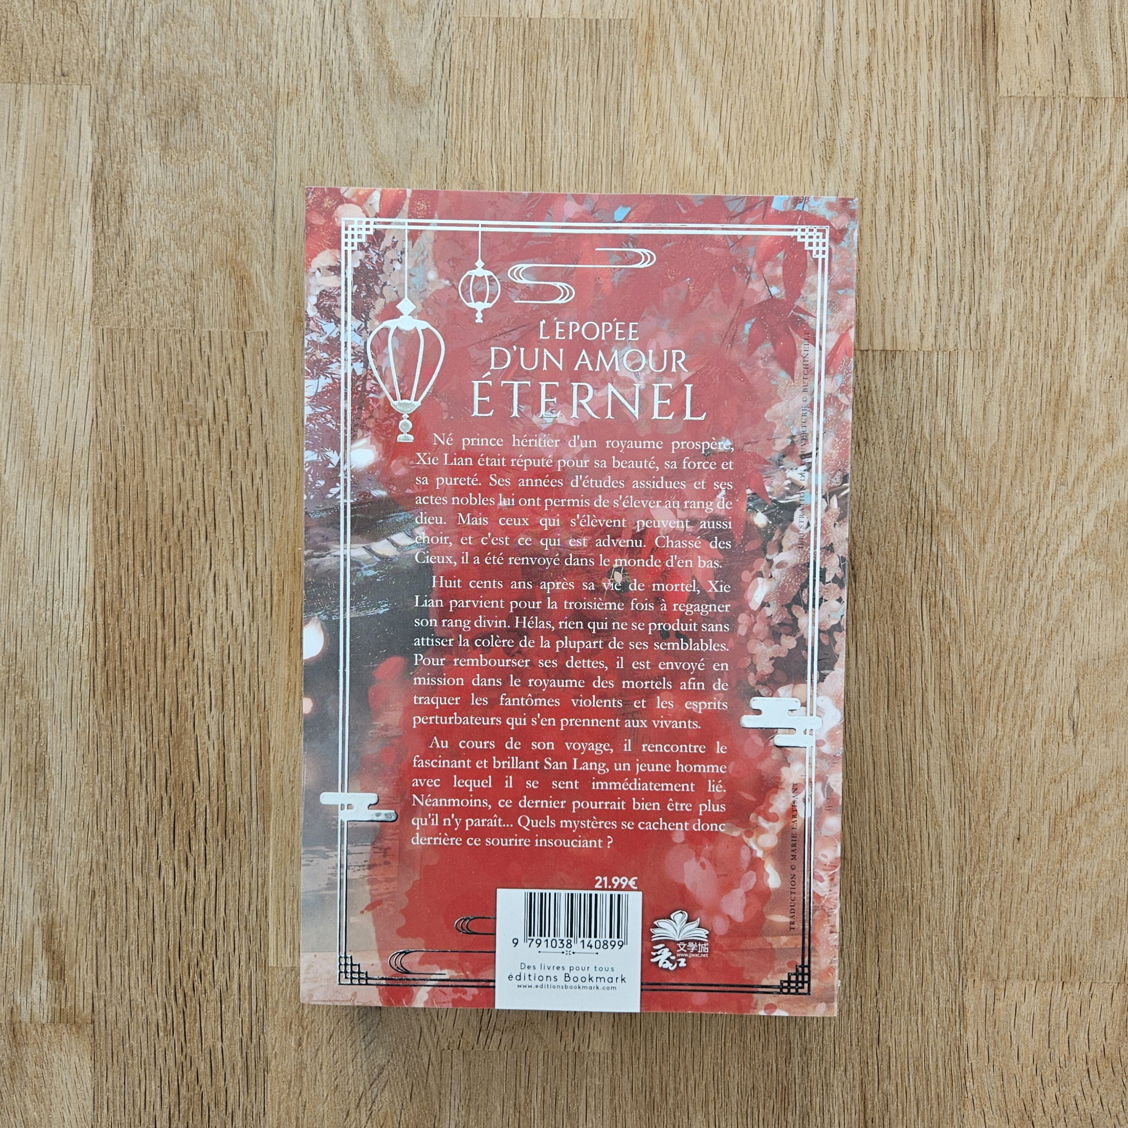 L'ÉPOPÉE
D'UN AMOUR
ÉTERNEL
Né prince héritier d'un royaume prospère,
Xie Lian était réputé pour sa beauté, sa force et
sa pureté. Ses années d'études assidues et ses
actes nobles lui ont permis de s'élever au rang de
dieu. Mais ceux qui s'élèvent peuvent aussi
choir, et c'est ce qui est advenu. Chassé des
Cieux, il a été renvoyé dans le monde d'en bas.
Huit cents ans après sa vie de mortel, Xie
Lian parvient pour la troisième fois à regagner
son rang divin. Hélas, rien qui ne se produit sans
attiser la colère de la plupart de ses semblables.
Pour rembourser ses dettes, il est envoyé en
mission dans le royaume des mortels afin de
traquer les fantômes violents et les esprits
perturbateurs qui s'en prennent aux vivants.
Au cours de son voyage, il rencontre le
fascinant et brillant San Lang, un jeune homme
avec lequel il se sent immédiatement lié.
Néanmoins, ce dernier pourrait bien être plus
qu'il n'y paraît... Quels mystères se cachent donc
derrière ce sourire insouciant ?
21.99€
9 791038 140899
Des livres pour tous
éditions Bookmark
www.editionsbookmark.com
晋江
文学城
www.jjwxc.net
TRADUCTION © MARIE LARTISANT